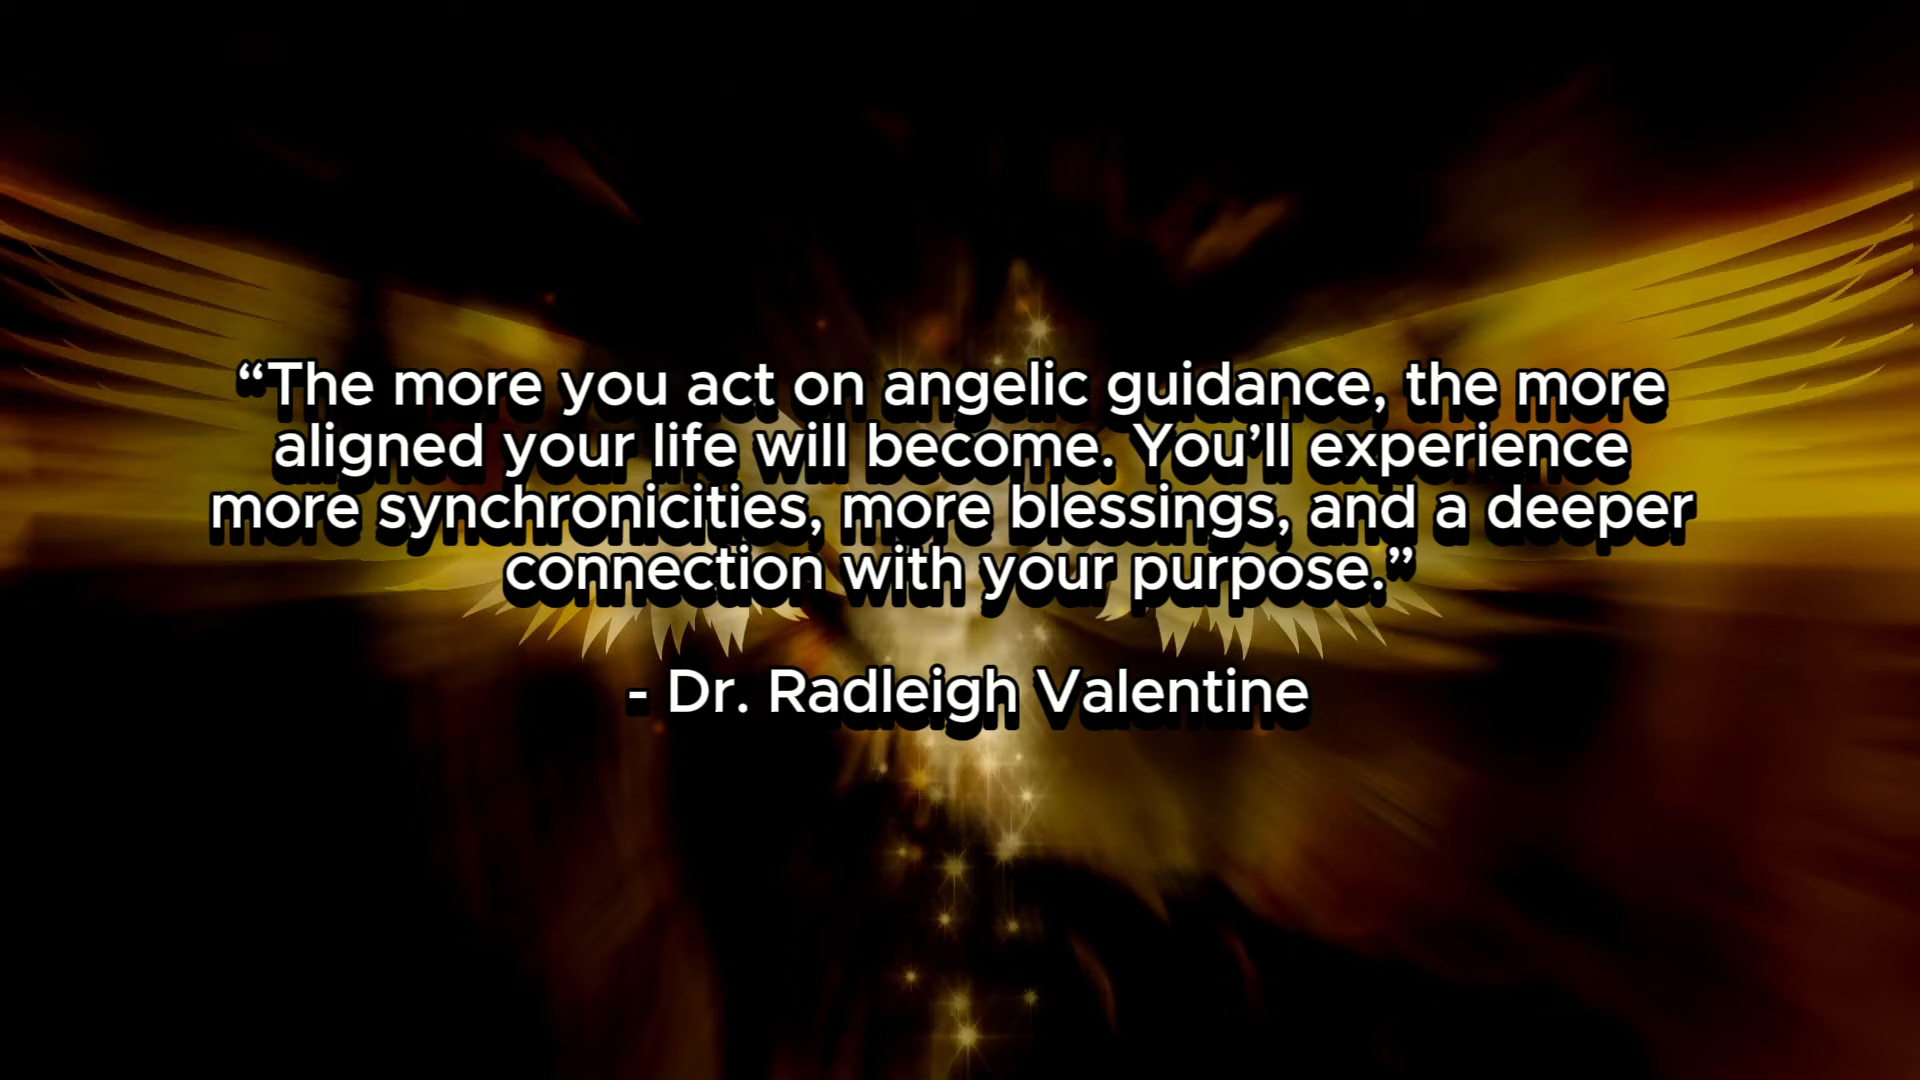 “The more you act on angelic guidance, the more
aligned your life will become. You’ll experience
more synchronicities, more blessings, and a deeper
connection with your purpose.”
- Dr. Radleigh Valentine